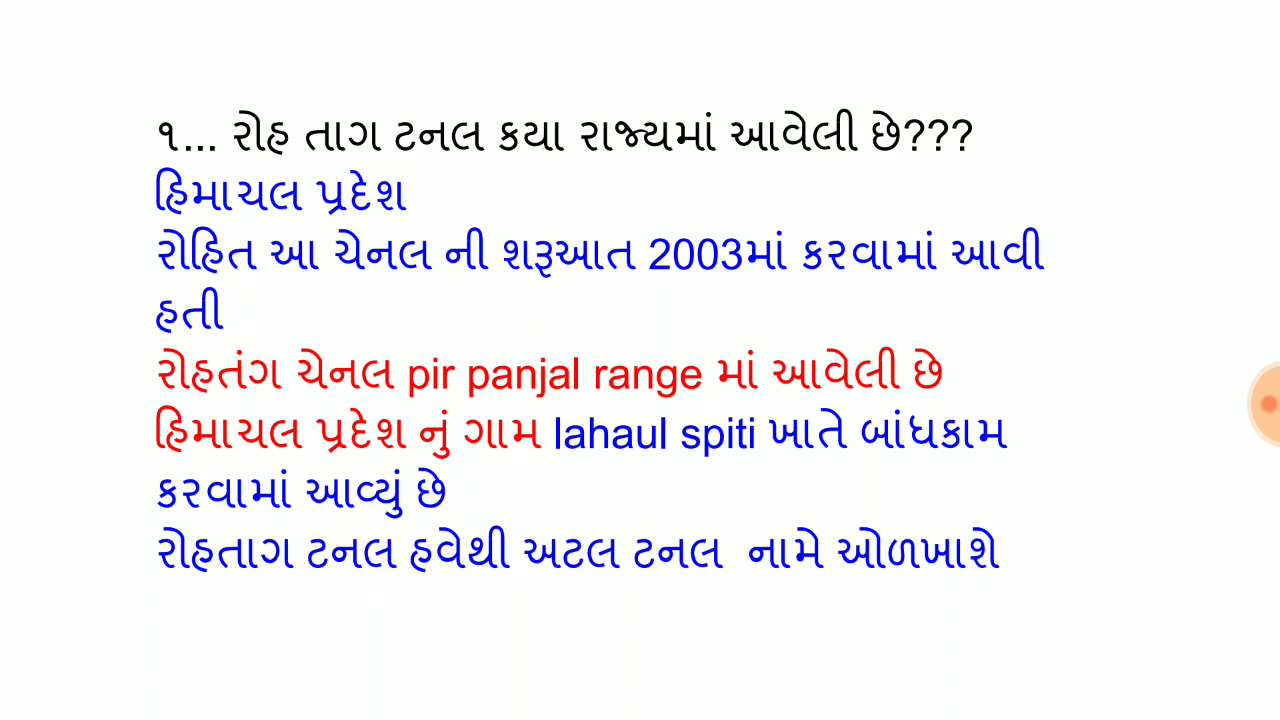 ૧... રોહ તાગ ટનલ કયા રાજ્યમાં આવેલી છે???
હિમાચલ પ્રદેશ
રોહિત આ ચેનલ ની શરૂઆત 2003માં કરવામાં આવી
હતી
રોહતંગ ચેનલ pir panjal range માં આવેલી છે
હિમાચલ પ્રદેશ નું ગામ lahaul spiti ખાતે બાંધકામ
કરવામાં આવ્યું છે
રોહતાગ ટનલ હવેથી અટલ ટનલ  નામે ઓળખાશે